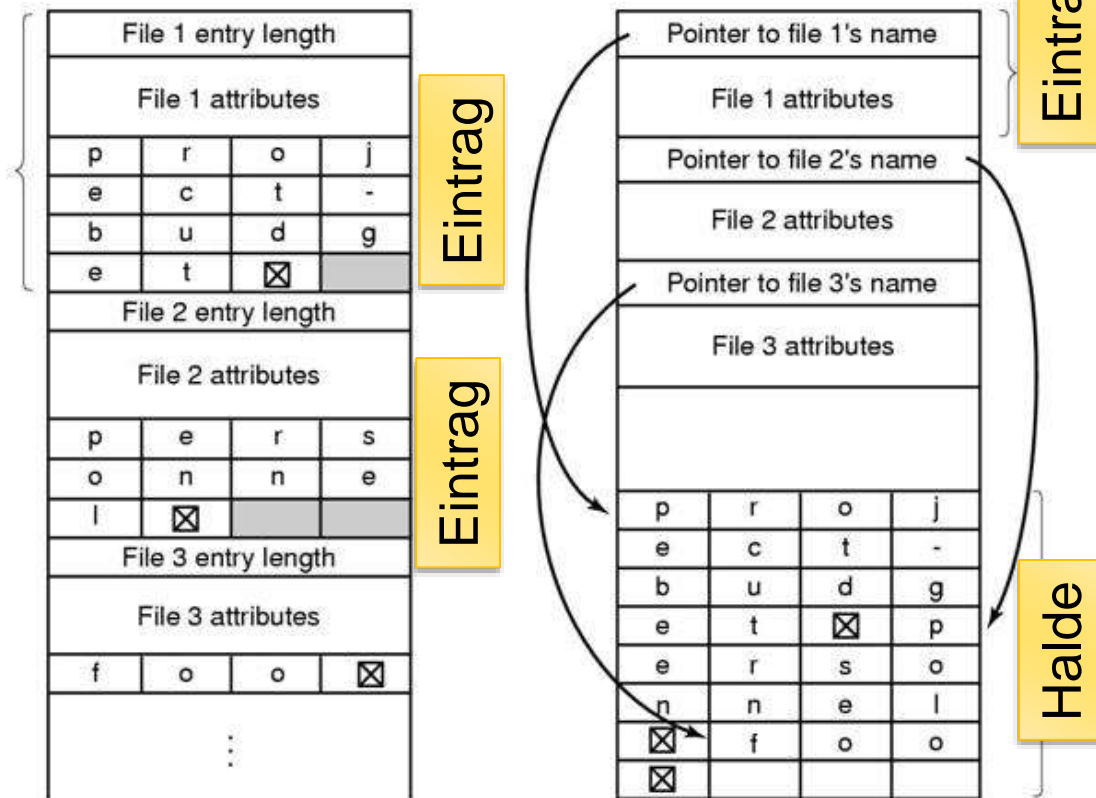 File 1 entry length
File 1 attributes
p r o j
e c t -
b u d g
e t
File 2 entry length
File 2 attributes
p e r s
o n n e
l
File 3 entry length
File 3 attributes
f o o
⋮
Eintrag
Eintrag
Pointer to file 1's name
File 1 attributes
Pointer to file 2's name
File 2 attributes
Pointer to file 3's name
File 3 attributes
p r o j
e c t -
b u d g
e t p
e r s o
n n e l
f o o
Eintra
Halde